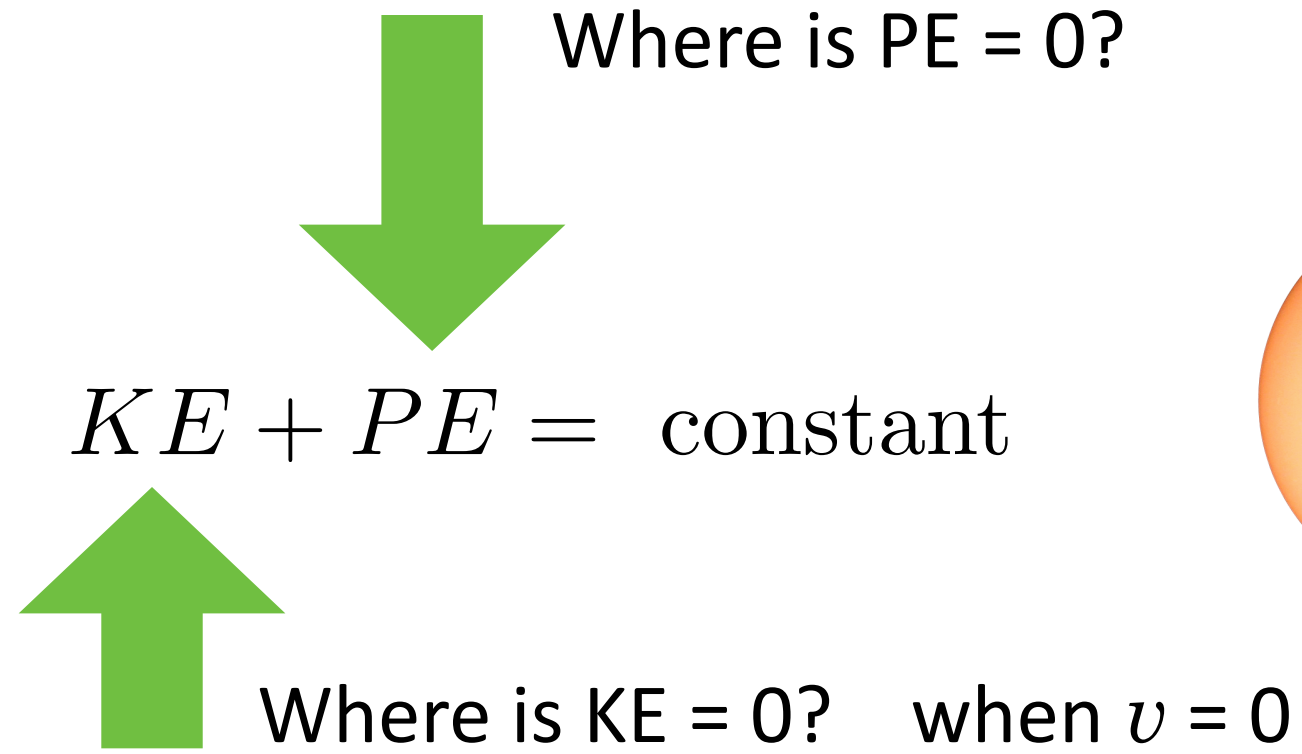 Where is PE = 0?
KE + PE = constant
Where is KE = 0? when v = 0